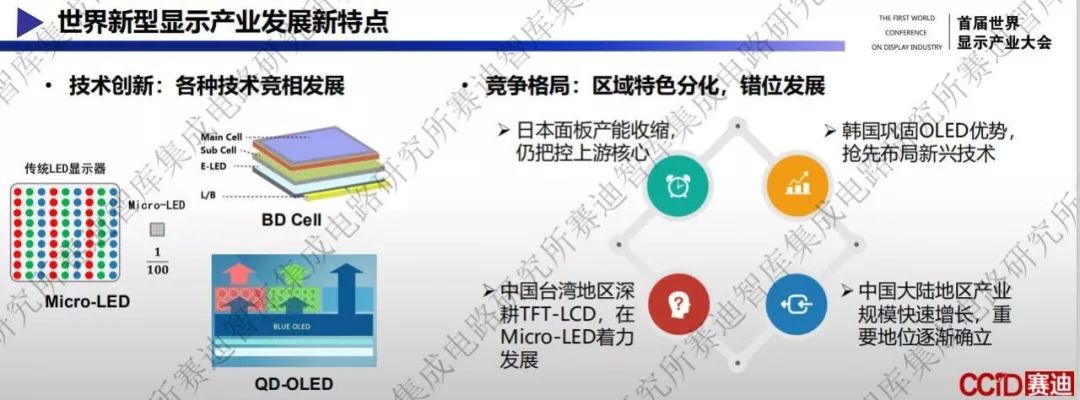 世界新型显示产业发展新特点
THE FIRST WORLD
CONFERENCE
ON DISPLAY INDUSTRY
首届世界
显示产业大会
• 技术创新：各种技术竞相发展
传统LED显示器
Micro-LED
1
100
Micro-LED
Main Cell
Sub Cell
E-LED
L/B
BD Cell
BLUE OLED
QD-OLED
• 竞争格局：区域特色分化，错位发展
➢ 日本面板产能收缩，
仍把控上游核心
➢ 韩国巩固OLED优势，
抢先布局新兴技术
➢ 中国台湾地区深
耕TFT-LCD，在
Micro-LED着力
发展
➢ 中国大陆地区产业
规模快速增长，重
要地位逐渐确立
CCID赛迪
赛迪智库集成电路研究所